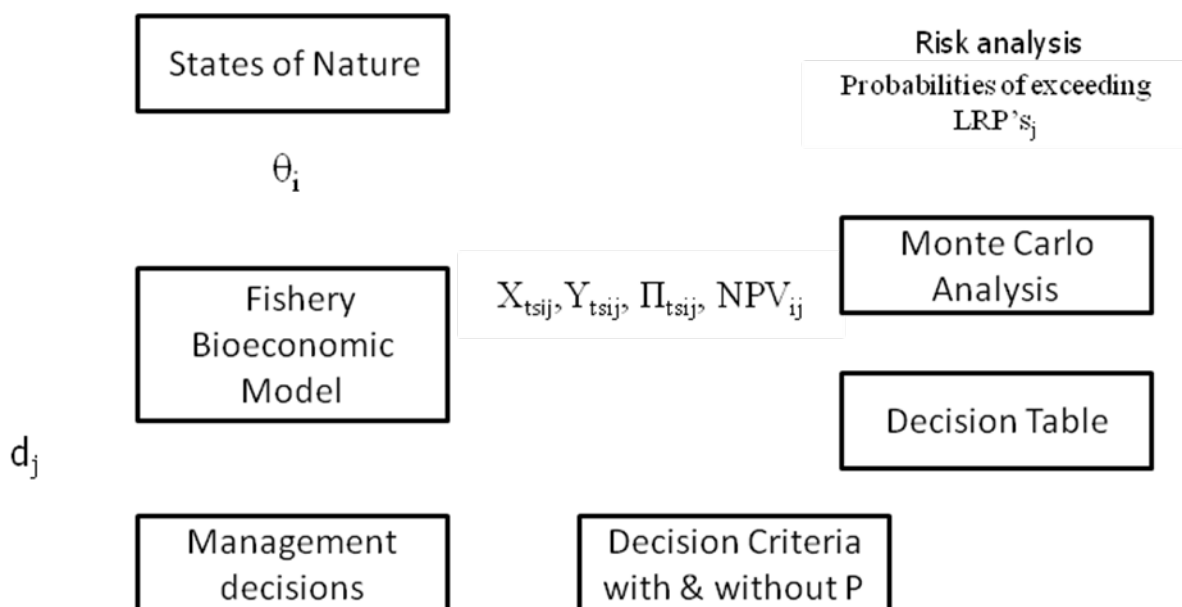 States of Nature
Risk analysis
Probabilities of exceeding
LRP's_j
θ_i
Monte Carlo
Analysis
Fishery
Bioeconomic
Model
X_tsij, Y_tsij, Π_tsij, NPV_ij
Decision Table
d_j
Management
decisions
Decision Criteria
with & without P